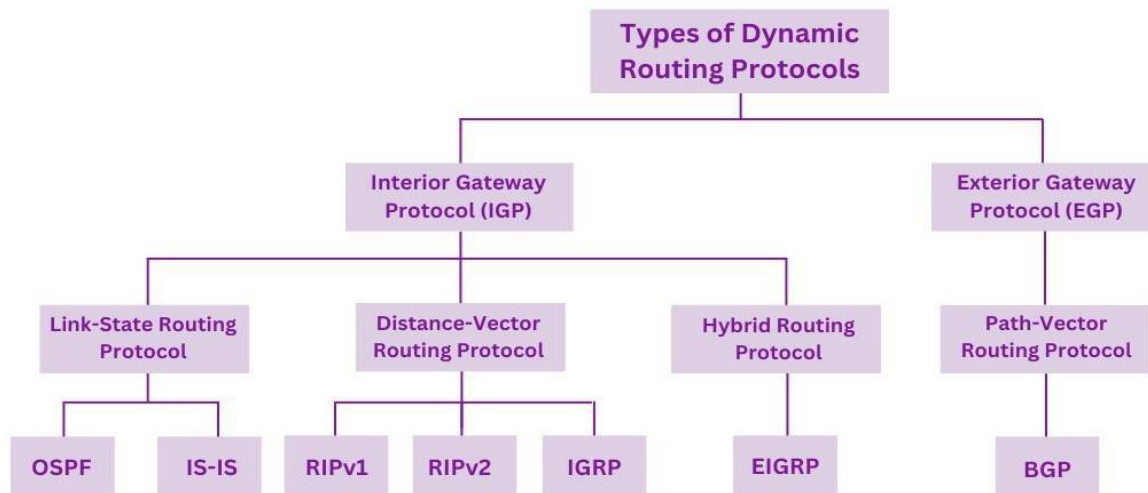 Types of Dynamic
Routing Protocols
Interior Gateway
Protocol (IGP)
Exterior Gateway
Protocol (EGP)
Link-State Routing
Protocol
Distance-Vector
Routing Protocol
Hybrid Routing
Protocol
Path-Vector
Routing Protocol
OSPF
IS-IS
RIPv1
RIPv2
IGRP
EIGRP
BGP